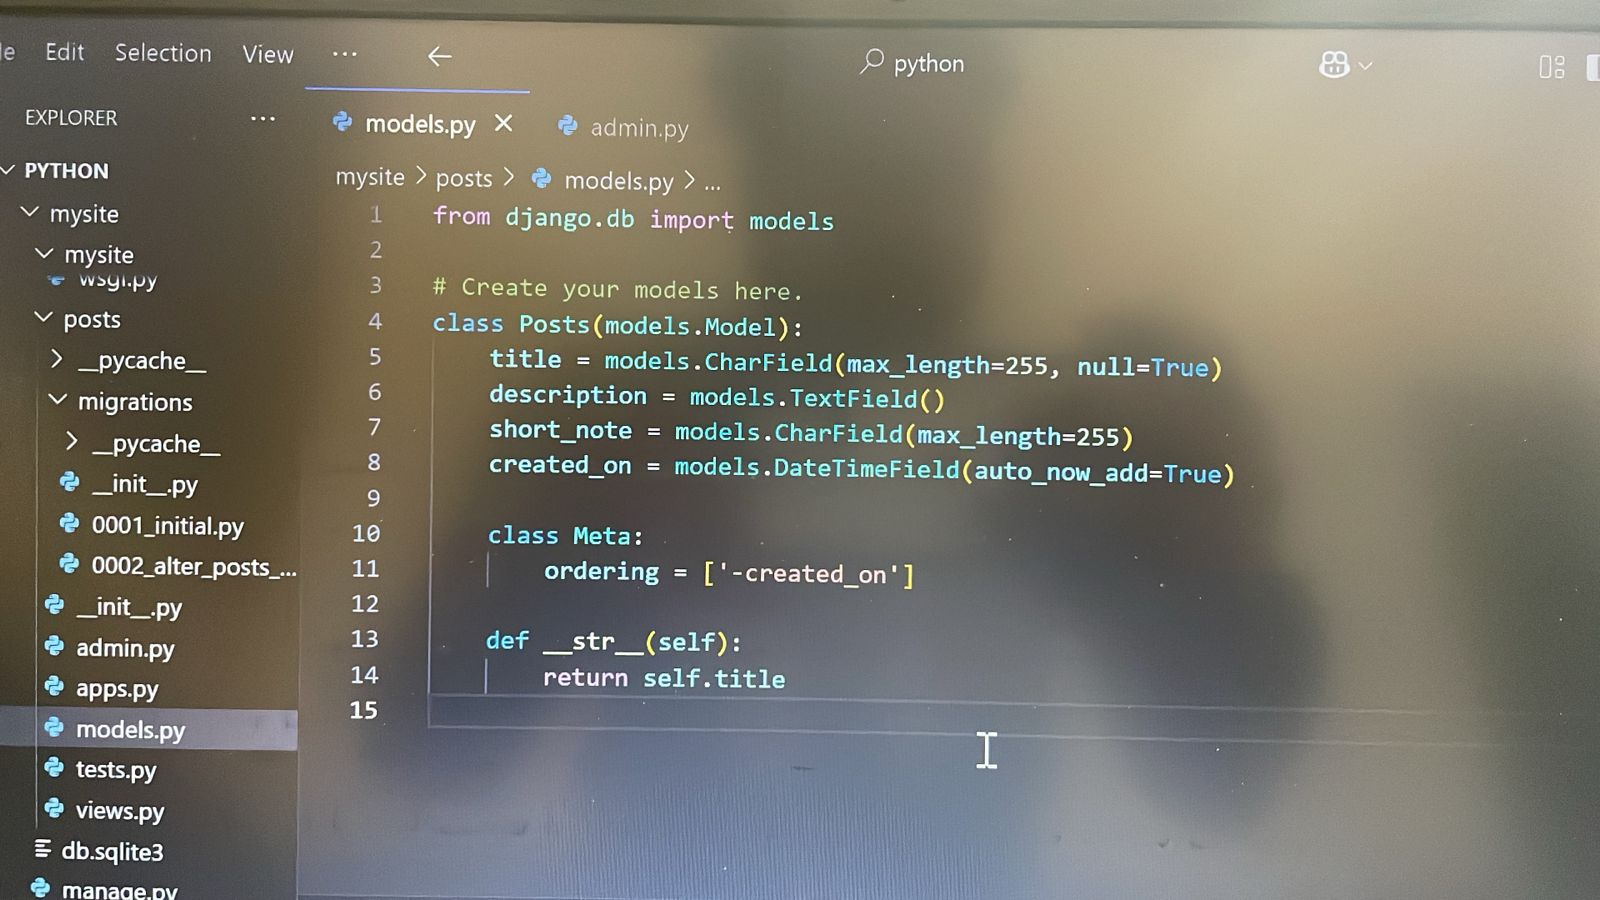 Edit Selection View ... python
EXPLORER ...
PYTHON
mysite
mysite
wsgi.py
posts
__pycache__
migrations
__pycache__
__init__.py
0001_initial.py
0002_alter_posts_...
__init__.py
admin.py
apps.py
models.py
tests.py
views.py
db.sqlite3
manage.py
models.py admin.py
mysite > posts > models.py > ...
1 from django.db import models
2
3 # Create your models here.
4 class Posts(models.Model):
5 title = models.CharField(max_length=255, null=True)
6 description = models.TextField()
7 short_note = models.CharField(max_length=255)
8 created_on = models.DateTimeField(auto_now_add=True)
9
10 class Meta:
11 ordering = ['-created_on']
12
13 def __str__(self):
14 return self.title
15